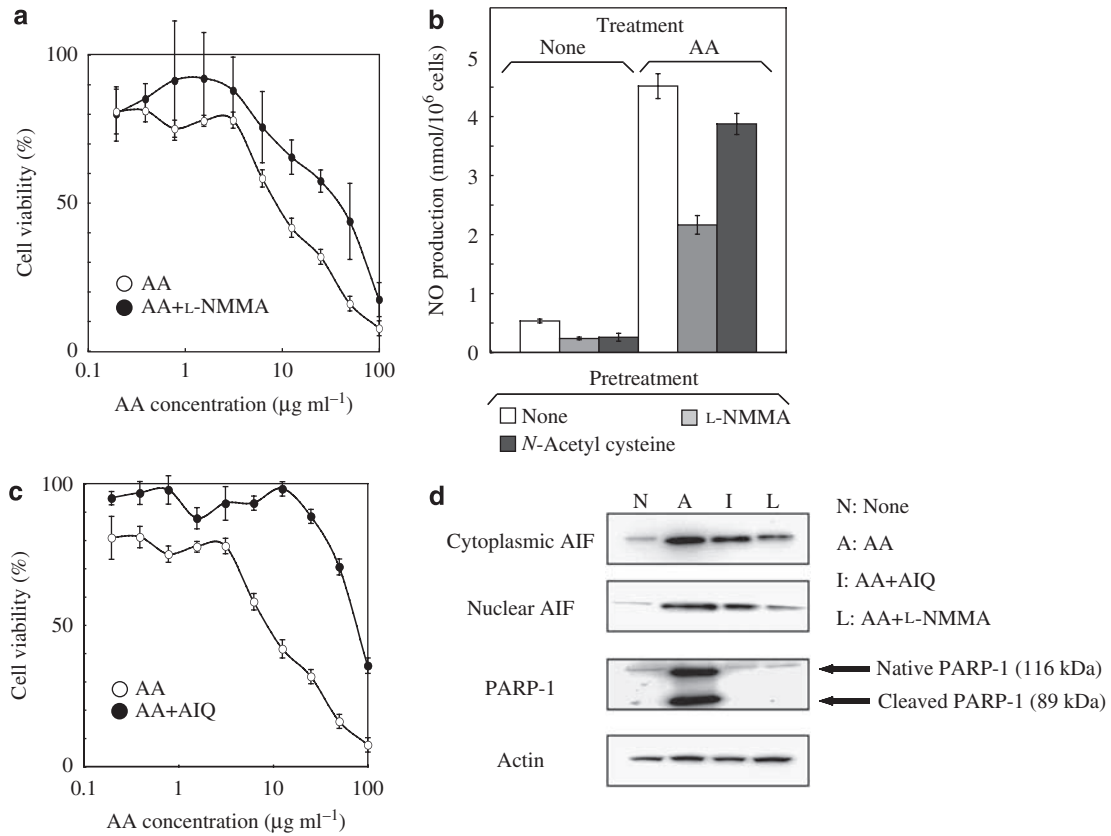 a
100
50
0
0.1
1
10
100
Cell viability (%)
AA concentration (μg ml⁻¹)
AA
AA+L-NMMA
b
Treatment
None
AA
5
4
3
2
1
0
NO production (nmol/10⁶ cells)
Pretreatment
None
L-NMMA
N-Acetyl cysteine
c
100
50
0
0.1
1
10
100
Cell viability (%)
AA concentration (μg ml⁻¹)
AA
AA+AIQ
d
N A I L
Cytoplasmic AIF
Nuclear AIF
PARP-1
Actin
N: None
A: AA
I: AA+AIQ
L: AA+L-NMMA
Native PARP-1 (116 kDa)
Cleaved PARP-1 (89 kDa)